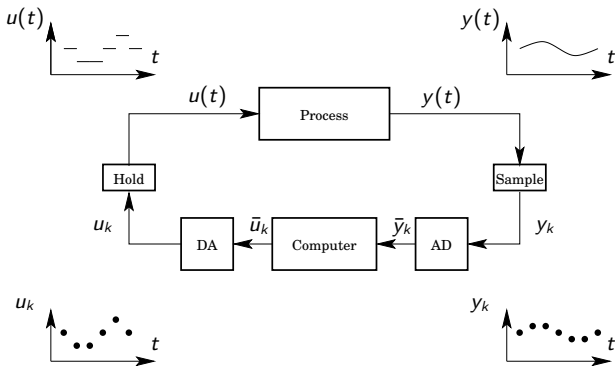 u(t)
t
y(t)
t
u(t)
Process
y(t)
Hold
Sample
u_k
DA
ū_k
Computer
ȳ_k
AD
y_k
u_k
t
y_k
t